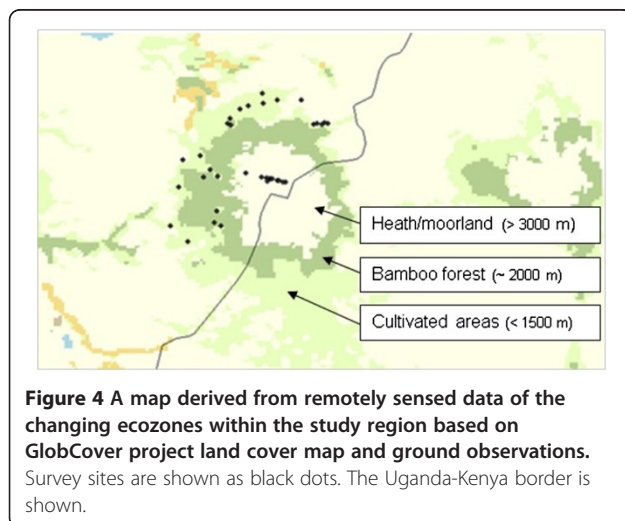 Heath/moorland (> 3000 m)
Bamboo forest (~ 2000 m)
Cultivated areas (< 1500 m)
Figure 4 A map derived from remotely sensed data of the
changing ecozones within the study region based on
GlobCover project land cover map and ground observations.
Survey sites are shown as black dots. The Uganda-Kenya border is
shown.